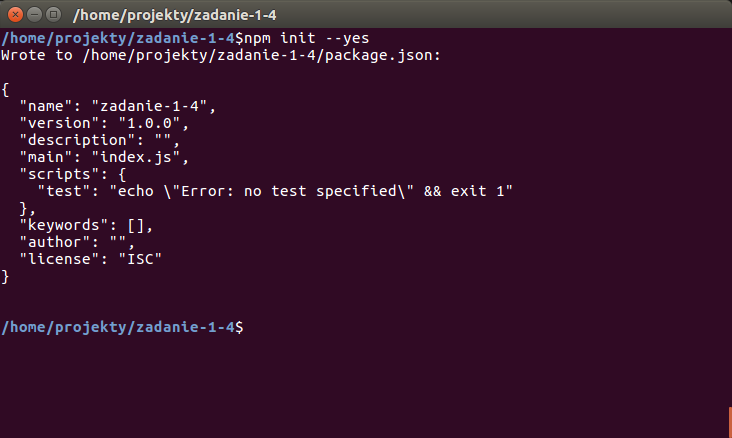 /home/projekty/zadanie-1-4
/home/projekty/zadanie-1-4$npm init --yes
Wrote to /home/projekty/zadanie-1-4/package.json:
{
  "name": "zadanie-1-4",
  "version": "1.0.0",
  "description": "",
  "main": "index.js",
  "scripts": {
    "test": "echo \"Error: no test specified\" && exit 1"
  },
  "keywords": [],
  "author": "",
  "license": "ISC"
}
/home/projekty/zadanie-1-4$